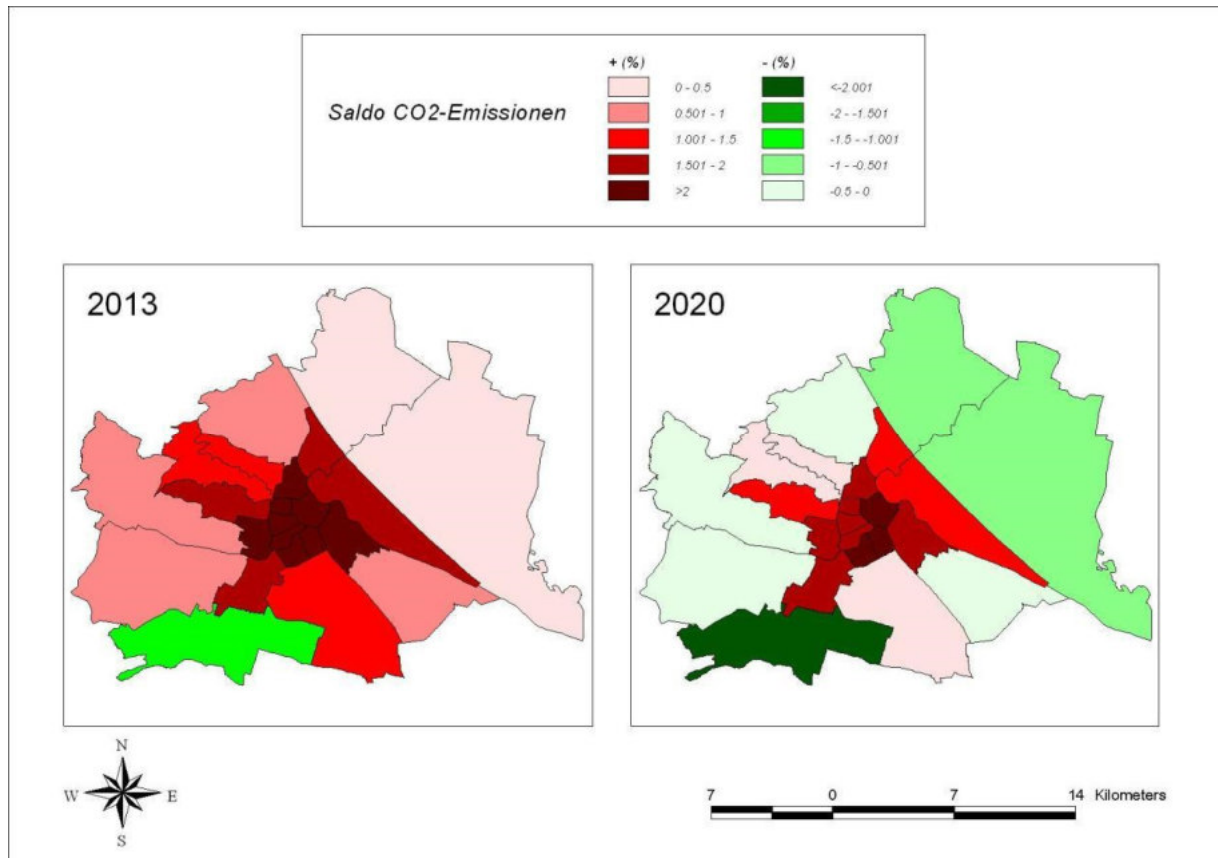 + (%)
- (%)
Saldo CO2-Emissionen
0 - 0.5
0.501 - 1
1.001 - 1.5
1.501 - 2
>2
<-2.001
-2 - -1.501
-1.5 - -1.001
-1 - -0.501
-0.5 - 0
2013
2020
N
W
E
S
7
0
7
14
Kilometers